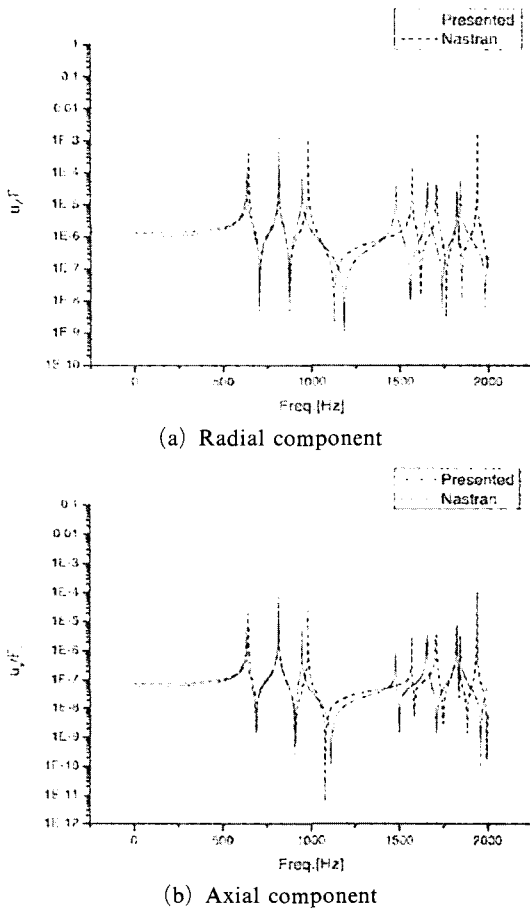 Presented
Nastran
1
0.1
0.01
1E-3
1E-4
1E-5
1E-6
1E-7
1E-8
1E-9
1E-10
0
500
1000
1500
2000
Freq.[Hz]
(a) Radial component
Presented
Nastran
0.1
0.01
1E-3
1E-4
1E-5
1E-6
1E-7
1E-8
1E-9
1E-10
1E-11
1E-12
0
500
1000
1500
2000
Freq.[Hz]
(b) Axial component